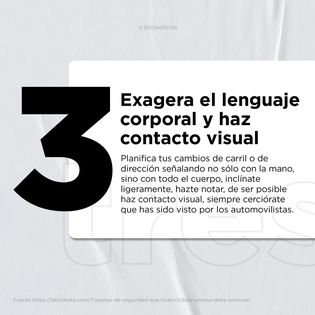 @bicleoficial
3
Exagera el lenguaje
corporal y haz
contacto visual
Planifica tus cambios de carril o de
dirección señalando no sólo con la mano,
sino con todo el cuerpo, inclínate
ligeramente, hazte notar, de ser posible
haz contacto visual, siempre cerciórate
que has sido visto por los automovilistas.
tres
Fuente:https://labicikleta.com/7-pautas-de-seguridad-que-todo-ciclista-urbano-debe-conocer/